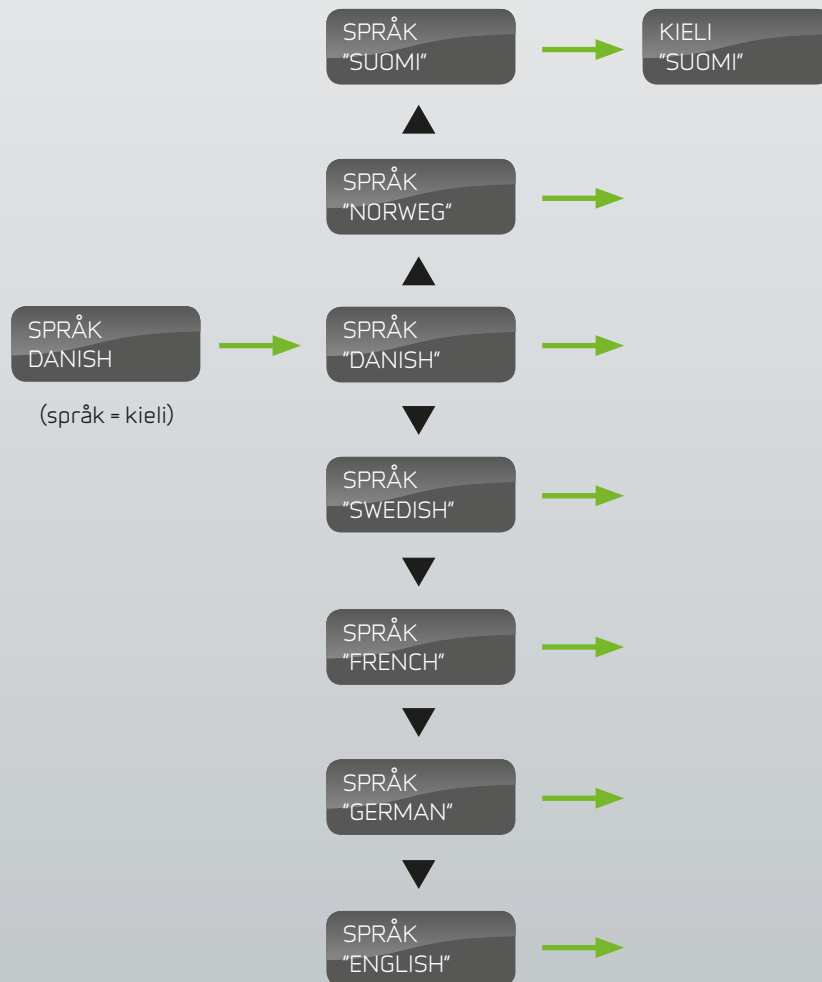 SPRÅK
"SUOMI"
KIELI
"SUOMI"
SPRÅK
"NORWEG"
SPRÅK
DANISH
(språk = kieli)
SPRÅK
"DANISH"
SPRÅK
"SWEDISH"
SPRÅK
"FRENCH"
SPRÅK
"GERMAN"
SPRÅK
"ENGLISH"